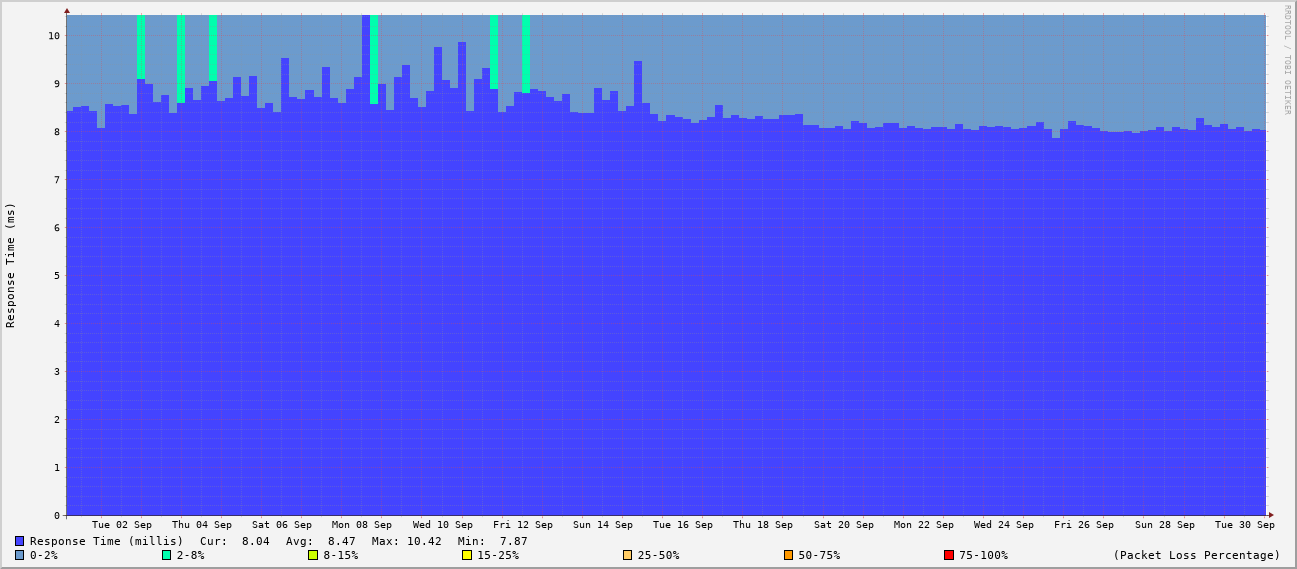 RRDTOOL / TOBI OETIKER
Response Time (ms)
10
9
8
7
6
5
4
3
2
1
0
Tue 02 Sep Thu 04 Sep Sat 06 Sep Mon 08 Sep Wed 10 Sep Fri 12 Sep Sun 14 Sep Tue 16 Sep Thu 18 Sep Sat 20 Sep Mon 22 Sep Wed 24 Sep Fri 26 Sep Sun 28 Sep Tue 30 Sep
Response Time (millis) Cur: 8.04 Avg: 8.47 Max: 10.42 Min: 7.87
0-2% 2-8% 8-15% 15-25% 25-50% 50-75% 75-100% (Packet Loss Percentage)